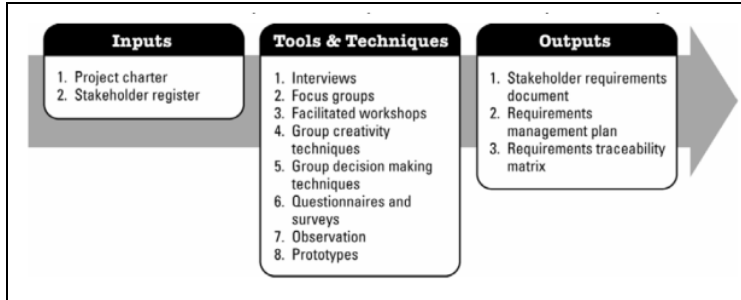 Inputs
1. Project charter
2. Stakeholder register
Tools & Techniques
1. Interviews
2. Focus groups
3. Facilitated workshops
4. Group creativity
techniques
5. Group decision making
techniques
6. Questionnaires and
surveys
7. Observation
8. Prototypes
Outputs
1. Stakeholder requirements
document
2. Requirements
management plan
3. Requirements traceability
matrix